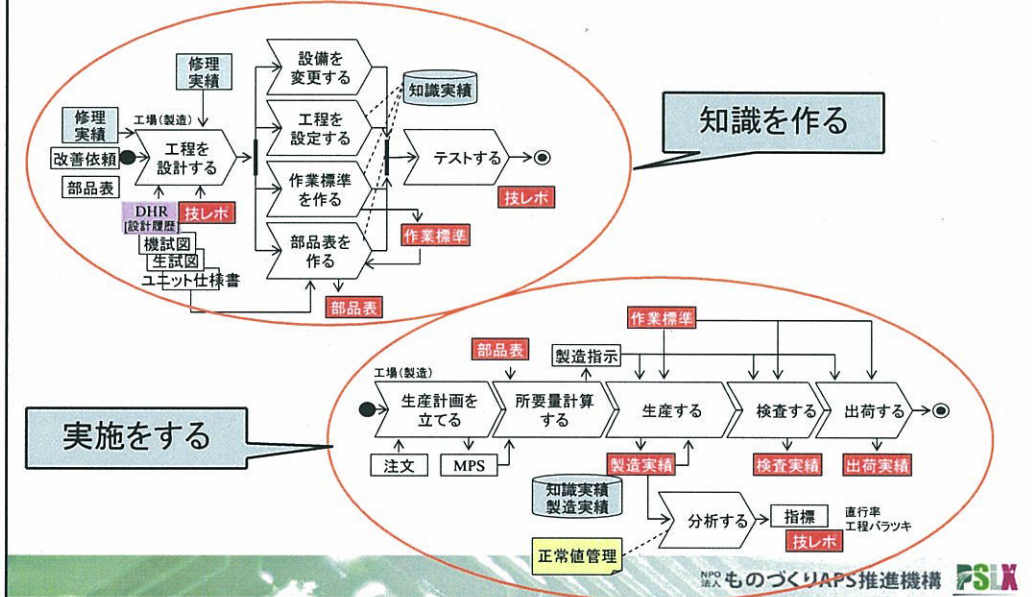 修理
実績
設備を
変更する
知識実績
知識を作る
修理
実績
工場(製造)
改善依頼
部品表
工程を
設計する
工程を
設定する
テストする
作業標準
を作る
DHR
[設計履歴]
技レポ
技レポ
作業標準
機試図
生試図
ユニット仕様書
部品表を
作る
部品表
作業標準
部品表
製造指示
工場(製造)
生産計画を
立てる
所要量計算
する
生産する
検査する
出荷する
実施をする
注文
MPS
製造実績
検査実績
出荷実績
知識実績
製造実績
分析する
指標
技レポ
直行率
工程バラツキ
正常値管理
NPO
法人 ものづくりAPS推進機構 PSLX